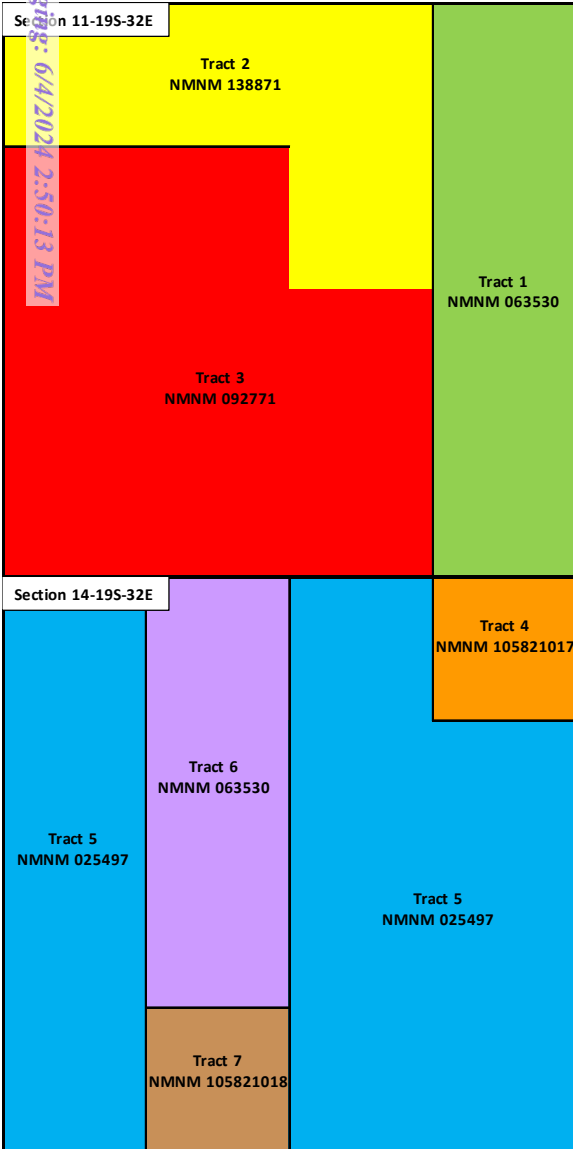 Section 11-19S-32E
ging: 6/4/2024 2:50:13 PM
Tract 2
NMNM 138871
Tract 1
NMNM 063530
Tract 3
NMNM 092771
Section 14-19S-32E
Tract 4
NMNM 105821017
Tract 6
NMNM 063530
Tract 5
NMNM 025497
Tract 5
NMNM 025497
Tract 7
NMNM 105821018